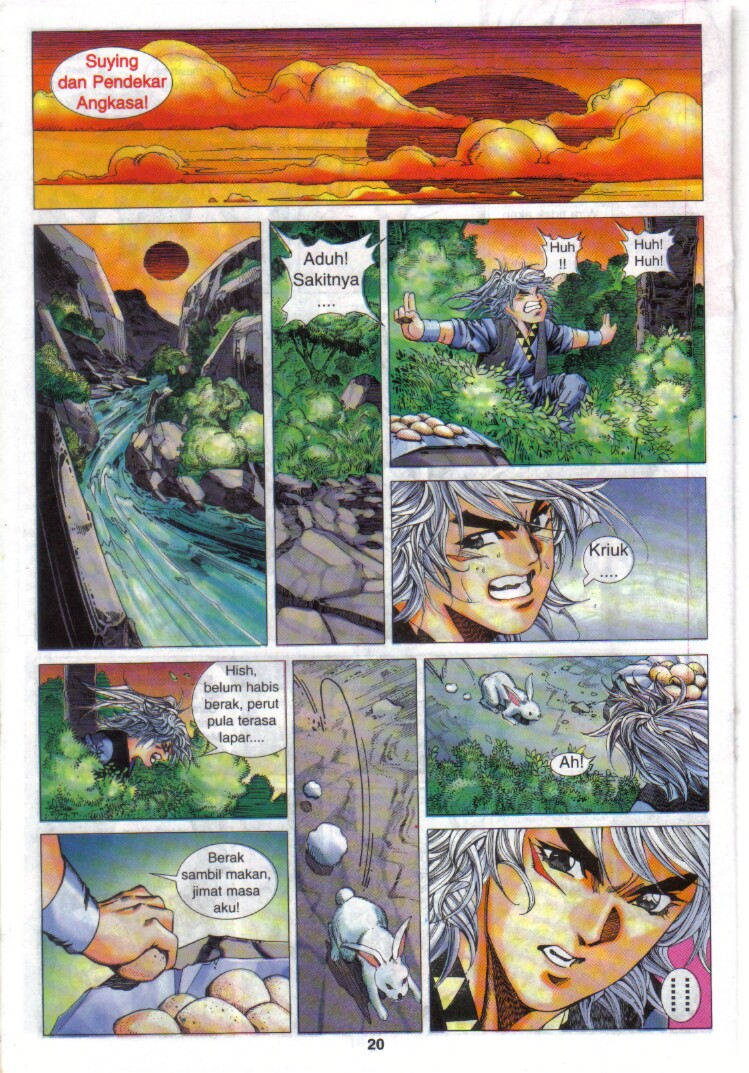 Suying
dan Pendekar
Angkasa!
Aduh!
Sakitnya
....
Huh
!!
Huh!
Huh!
Kriuk
....
Hish,
belum habis
berak, perut
pula terasa
lapar....
Ah!
Berak
sambil makan,
jimat masa
aku!
!!!
20